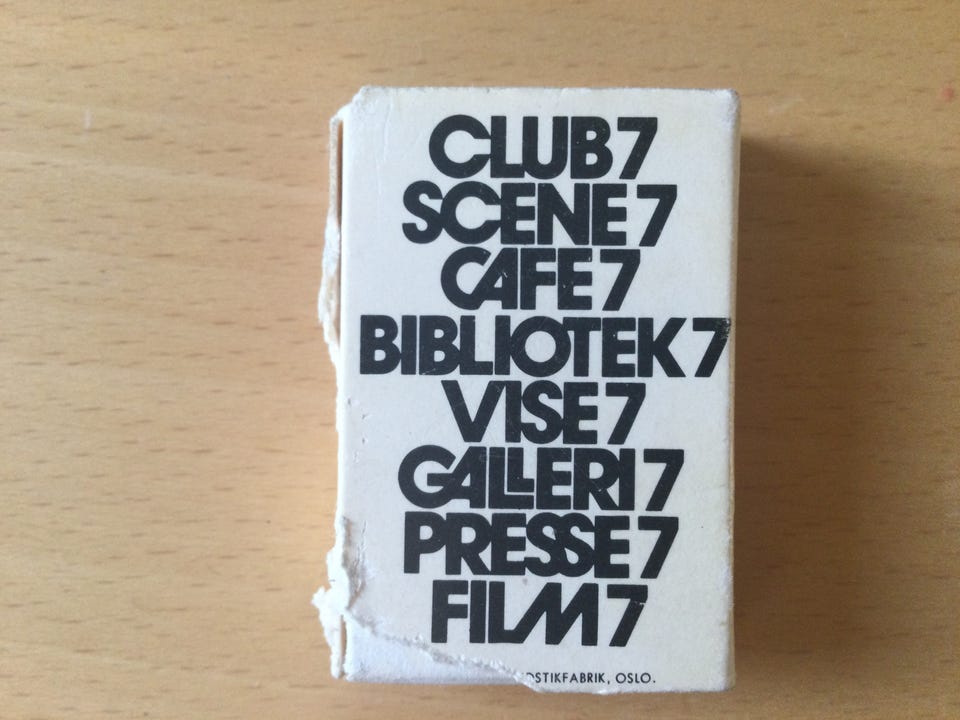 CLUB 7
SCENE 7
CAFE 7
BIBLIOTEK 7
VISE 7
GALLERI 7
PRESSE 7
FILM 7
OSLO.